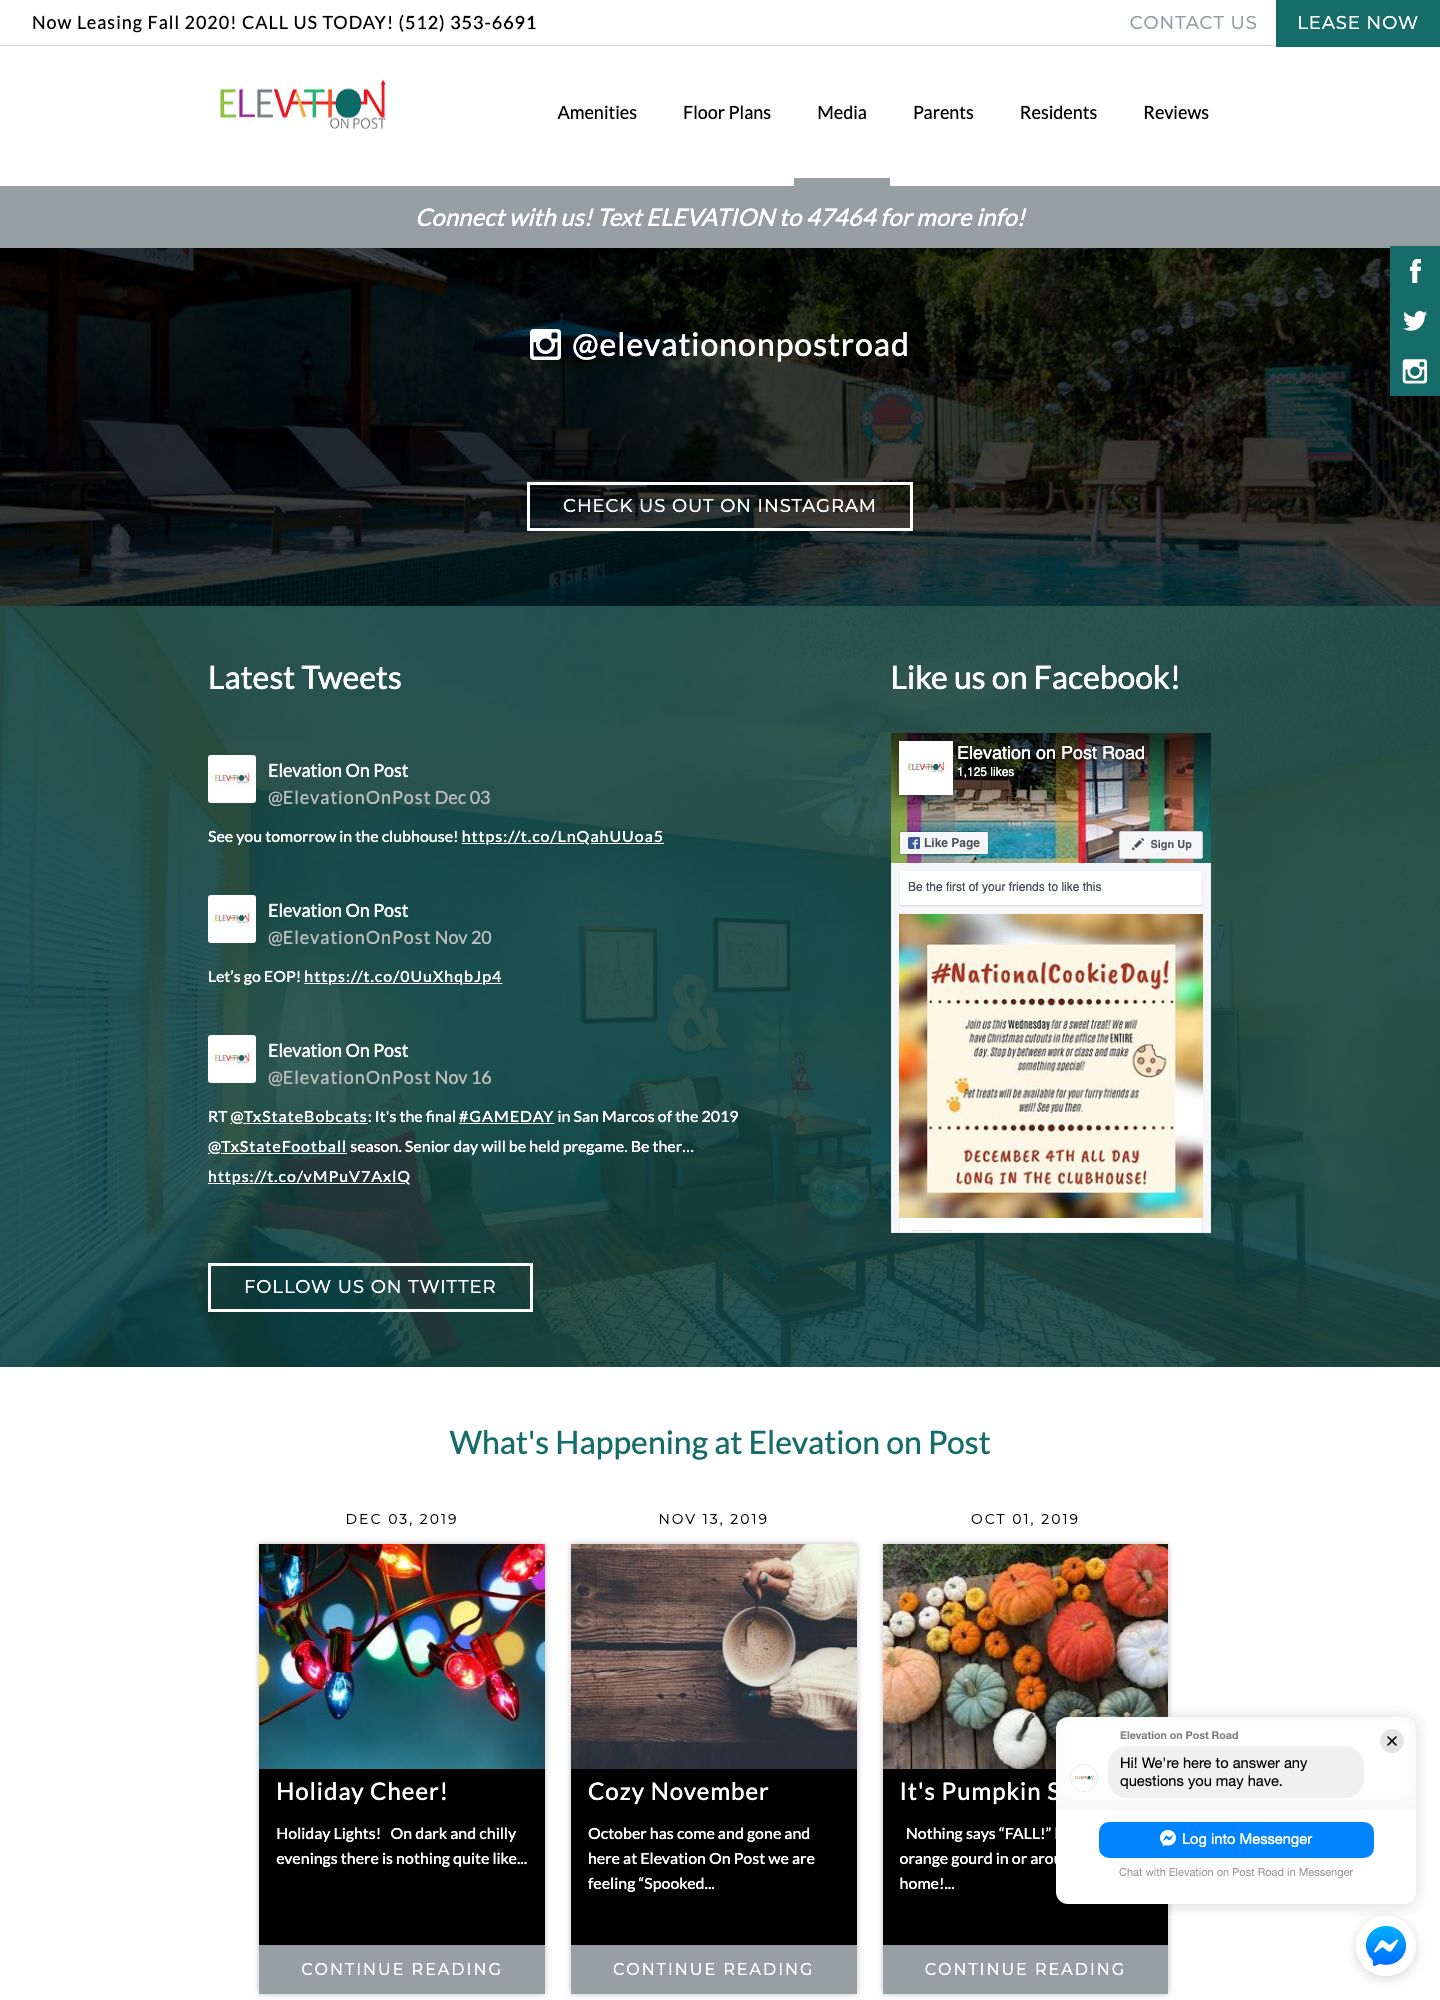 Now Leasing Fall 2020! CALL US TODAY! (512) 353-6691
CONTACT US
LEASE NOW
ELEVATION
ON POST
Amenities
Floor Plans
Media
Parents
Residents
Reviews
Connect with us! Text ELEVATION to 47464 for more info!
ON POST
@elevationonpostroad
WARNING
POOL POLICIES
CHECK US OUT ON INSTAGRAM
3 FT 6 IN
Latest Tweets
Elevation On Post
@ElevationOnPost Dec 03
See you tomorrow in the clubhouse! https://t.co/LnQahUUoa5
Elevation On Post
@ElevationOnPost Nov 20
Let's go EOP! https://t.co/0UuXhqbJp4
Elevation On Post
@ElevationOnPost Nov 16
RT @TxStateBobcats: It's the final #GAMEDAY in San Marcos of the 2019
@TxStateFootball season. Senior day will be held pregame. Be ther…
https://t.co/vMPuV7AxlQ
FOLLOW US ON TWITTER
&
Like us on Facebook!
ELEVATION
Elevation on Post Road
1,125 likes
Like Page
Sign Up
Be the first of your friends to like this
#NationalCookieDay!
Join us this Wednesday for a sweet treat! We will
have Christmas cutouts in the office the ENTIRE
day. Stop by between work or class and make
something special!
Pet treats will be available for your furry friends as
well! See you then.
DECEMBER 4TH ALL DAY
LONG IN THE CLUBHOUSE!
What's Happening at Elevation on Post
DEC 03, 2019
Holiday Cheer!
Holiday Lights!   On dark and chilly
evenings there is nothing quite like...
CONTINUE READING
NOV 13, 2019
Cozy November
October has come and gone and
here at Elevation On Post we are
feeling “Spooked...
CONTINUE READING
OCT 01, 2019
It's Pumpkin S
Nothing says “FALL!”
orange gourd in or arou
home!...
CONTINUE READING
Elevation on Post Road
Hi! We're here to answer any
questions you may have.
Log into Messenger
Chat with Elevation on Post Road in Messenger